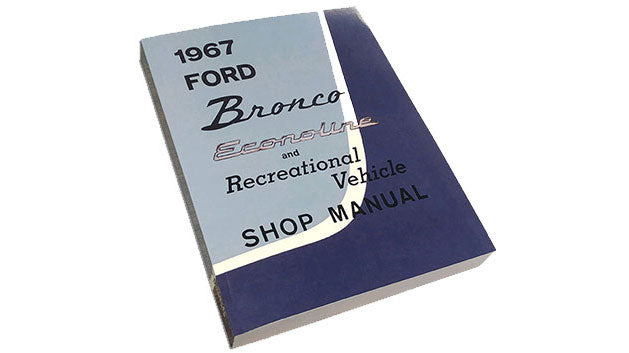 1967
FORD
Bronco
Econoline
and
Recreational
Vehicle
SHOP MANUAL